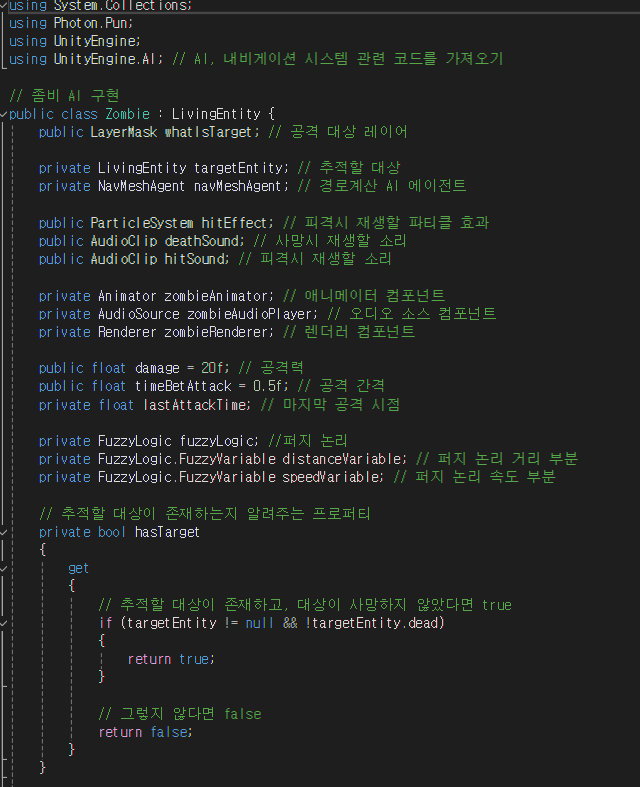 using System.Collections;
using Photon.Pun;
using UnityEngine;
using UnityEngine.AI; // AI, 내비게이션 시스템 관련 코드를 가져오기
// 좀비 AI 구현
public class Zombie : LivingEntity {
public LayerMask whatIsTarget; // 공격 대상 레이어
private LivingEntity targetEntity; // 추적할 대상
private NavMeshAgent navMeshAgent; // 경로계산 AI 에이전트
public ParticleSystem hitEffect; // 피격시 재생할 파티클 효과
public AudioClip deathSound; // 사망시 재생할 소리
public AudioClip hitSound; // 피격시 재생할 소리
private Animator zombieAnimator; // 애니메이터 컴포넌트
private AudioSource zombieAudioPlayer; // 오디오 소스 컴포넌트
private Renderer zombieRenderer; // 렌더러 컴포넌트
public float damage = 20f; // 공격력
public float timeBetAttack = 0.5f; // 공격 간격
private float lastAttackTime; // 마지막 공격 시점
private FuzzyLogic fuzzyLogic; //퍼지 논리
private FuzzyLogic.FuzzyVariable distanceVariable; // 퍼지 논리 거리 부분
private FuzzyLogic.FuzzyVariable speedVariable; // 퍼지 논리 속도 부분
// 추적할 대상이 존재하는지 알려주는 프로퍼티
private bool hasTarget
{
get
{
// 추적할 대상이 존재하고, 대상이 사망하지 않았다면 true
if (targetEntity != null && !targetEntity.dead)
{
return true;
}
// 그렇지 않다면 false
return false;
}
}